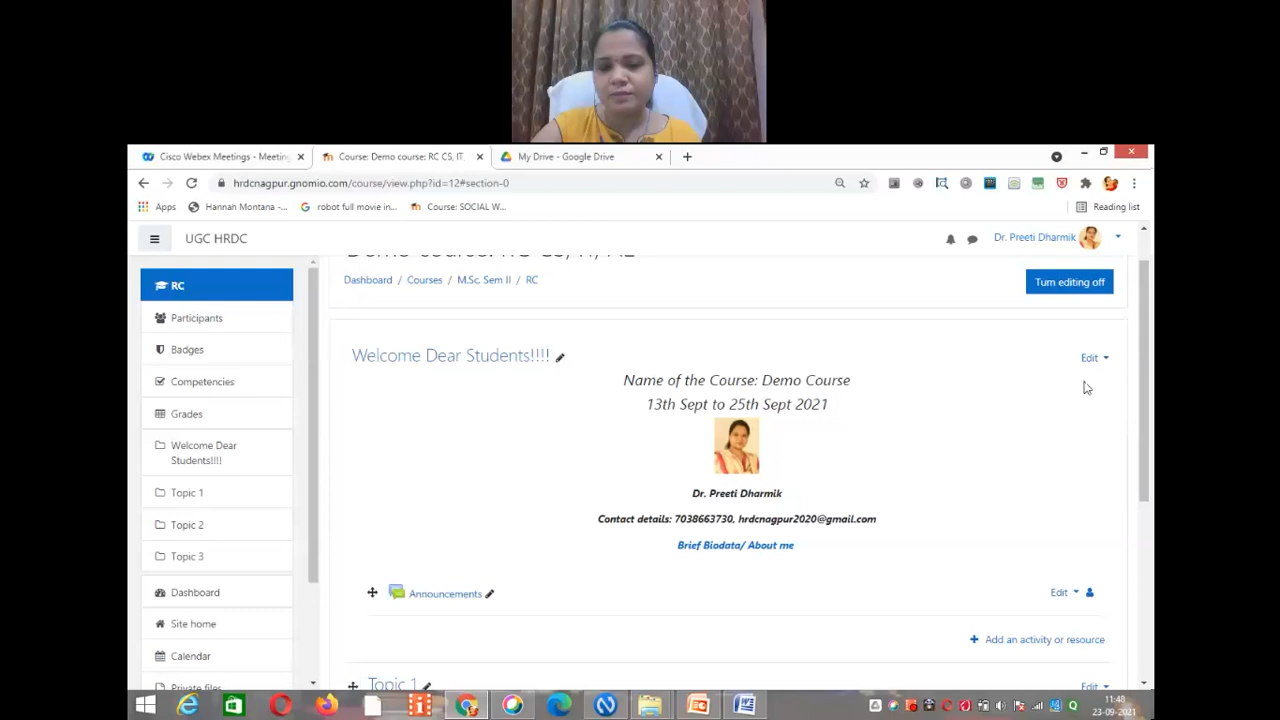 Cisco Webex Meetings - Meeting
Course: Demo course: RC CS, IT,
My Drive - Google Drive
hrdcnagpur.gnomio.com/course/view.php?id=12#section-0
Apps
Hannah Montana -...
robot full movie in...
Course: SOCIAL W...
Reading list
UGC HRDC
Dr. Preeti Dharmik
RC
Dashboard / Courses / M.Sc. Sem II / RC
Turn editing off
Participants
Badges
Competencies
Grades
Welcome Dear
Students!!!!
Topic 1
Topic 2
Topic 3
Dashboard
Site home
Calendar
Private files
Welcome Dear Students!!!!
Edit
Name of the Course: Demo Course
13th Sept to 25th Sept 2021
Dr. Preeti Dharmik
Contact details: 7038663730, hrdcnagpur2020@gmail.com
Brief Biodata/ About me
Announcements
Edit
Add an activity or resource
Topic 1
Edit
11:48
23-09-2021